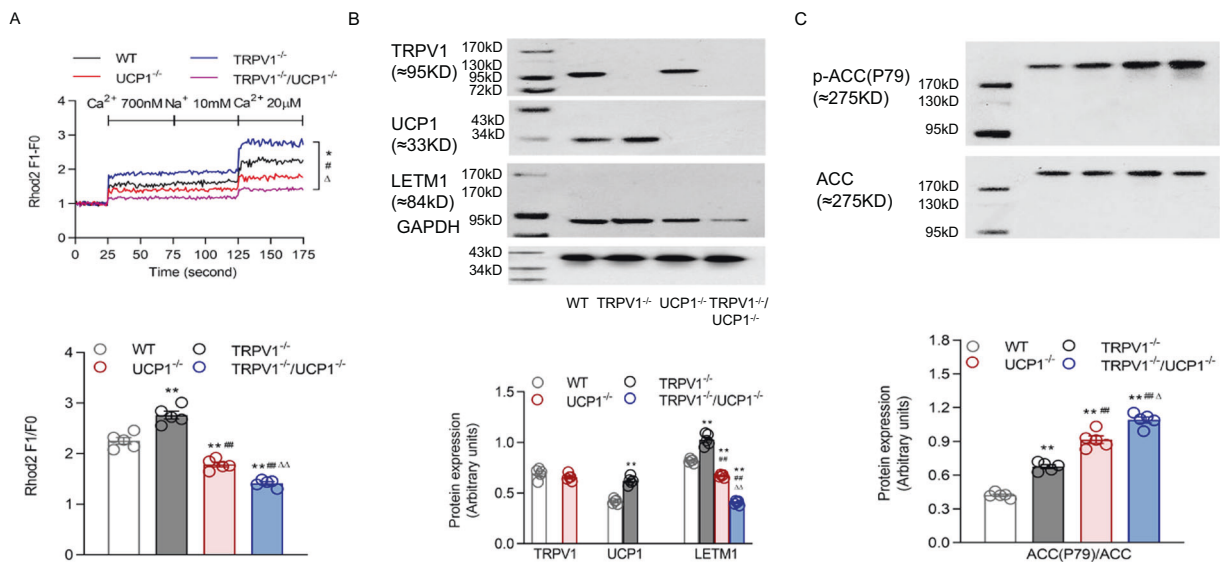 A
WT
TRPV1-/-
UCP1-/-
TRPV1-/-/UCP1-/-
Ca2+ 700nM Na+ 10mM Ca2+ 20μM
Rhod2 F1-F0
4
3
2
1
0
*
#
Δ
0 25 50 75 100 125 150 175
Time (second)
WT
TRPV1-/-
UCP1-/-
TRPV1-/-/UCP1-/-
Rhod2 F1/F0
4
3
2
1
0
**
** ##
** ## ΔΔ
B
TRPV1
(≈95KD)
170kD
130kD
95kD
72kD
UCP1
(≈33KD)
43kD
34kD
LETM1
(≈84kD)
170kD
170kD
95kD
GAPDH
43kD
34kD
WT TRPV1-/- UCP1-/- TRPV1-/-/
UCP1-/-
WT
TRPV1-/-
UCP1-/-
TRPV1-/-/UCP1-/-
Protein expression
(Arbitrary units)
1.5
1.0
0.5
0.0
**
**
**
##
**
##
ΔΔ
TRPV1 UCP1 LETM1
C
p-ACC(P79)
(≈275KD)
170kD
130kD
95kD
ACC
(≈275KD)
170kD
130kD
95kD
WT
TRPV1-/-
UCP1-/-
TRPV1-/-/UCP1-/-
Protein expression
(Arbitrary units)
1.8
1.5
1.2
0.9
0.6
0.3
0.0
**
** ##
** ## Δ
ACC(P79)/ACC